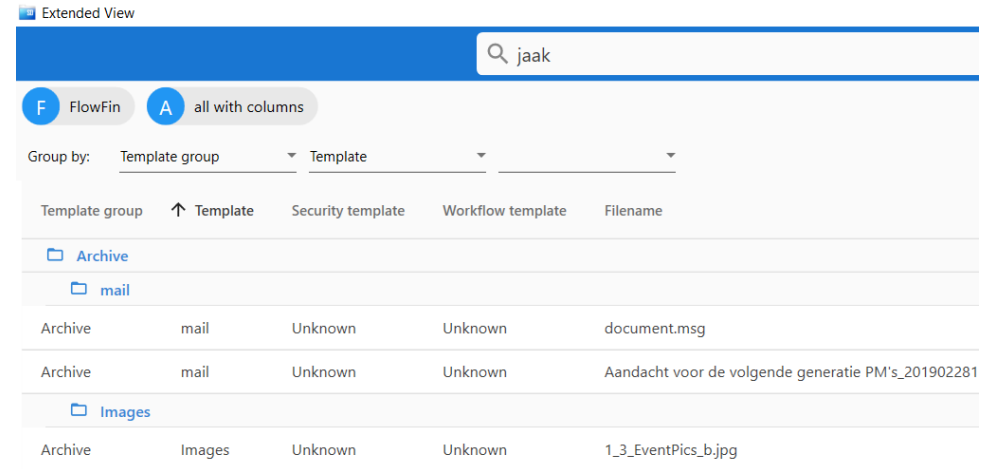 Extended View
jaak
F FlowFin A all with columns
Group by: Template group Template
Template group Template Security template Workflow template Filename
Archive
mail
Archive mail Unknown Unknown document.msg
Archive mail Unknown Unknown Aandacht voor de volgende generatie PM's_201902281
Images
Archive Images Unknown Unknown 1_3_EventPics_b.jpg